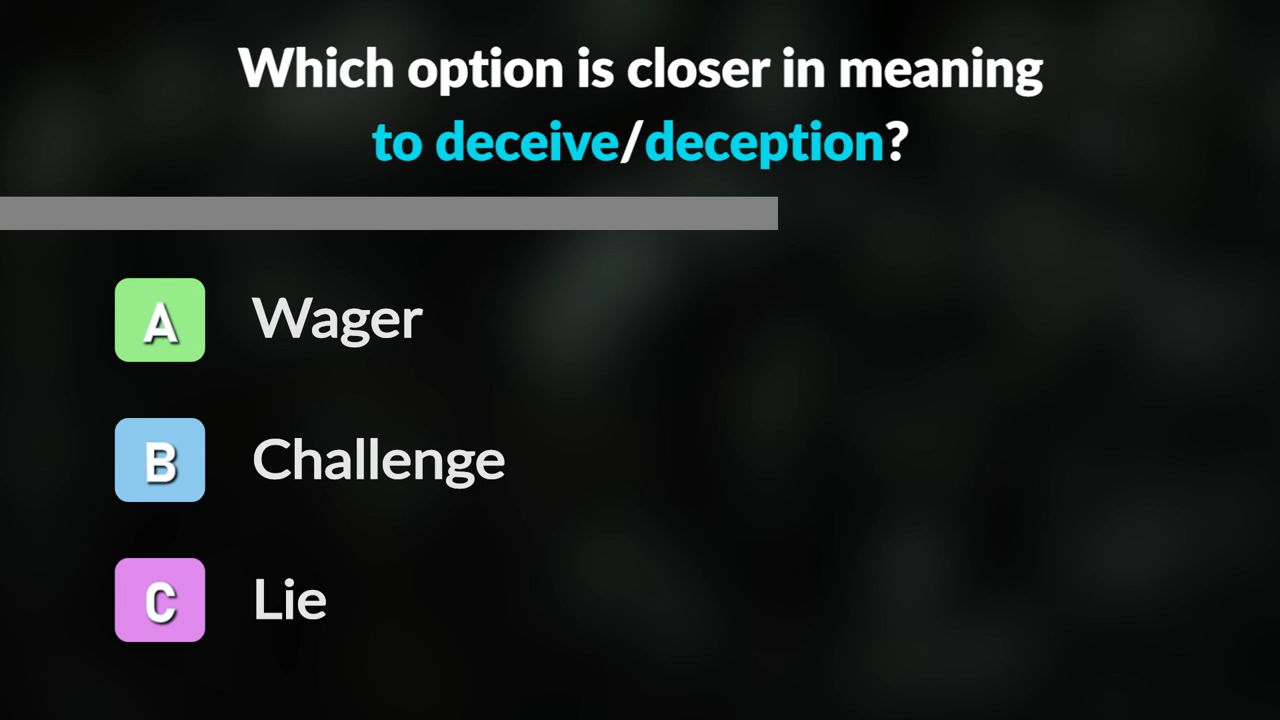 Which option is closer in meaning
to deceive/deception?
A Wager
B Challenge
C Lie